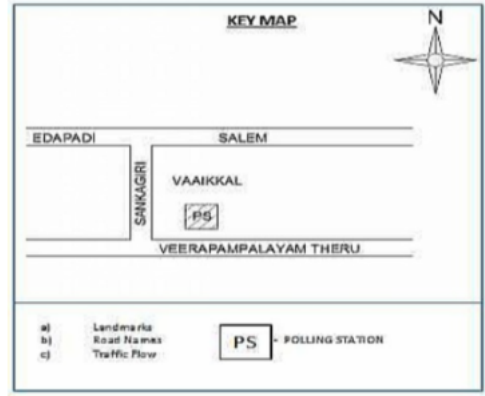 KEY MAP
N
EDAPADI
SALEM
SANKAGIRI
VAAIKKAL
PS
VEERAPAMPALAYAM THERU
a) Landmarks
b) Road Names
c) Traffic Flow
PS - POLLING STATION